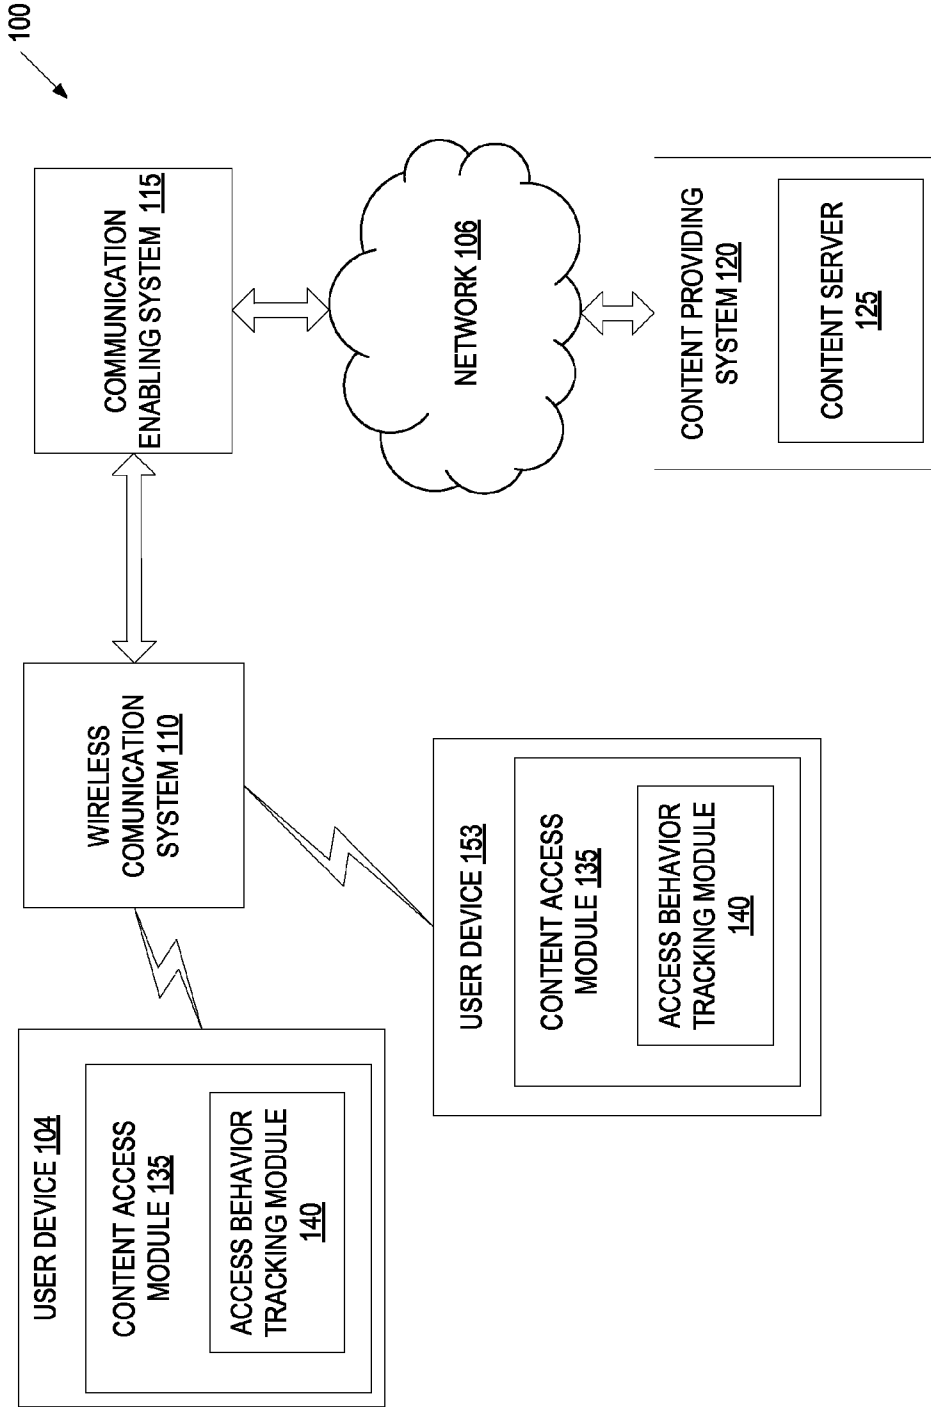 100
USER DEVICE 104
CONTENT ACCESS
MODULE 135
ACCESS BEHAVIOR
TRACKING MODULE
140
WIRELESS
COMUNICATION
SYSTEM 110
COMMUNICATION
ENABLING SYSTEM 115
USER DEVICE 153
CONTENT ACCESS
MODULE 135
ACCESS BEHAVIOR
TRACKING MODULE
140
NETWORK 106
CONTENT PROVIDING
SYSTEM 120
CONTENT SERVER
125